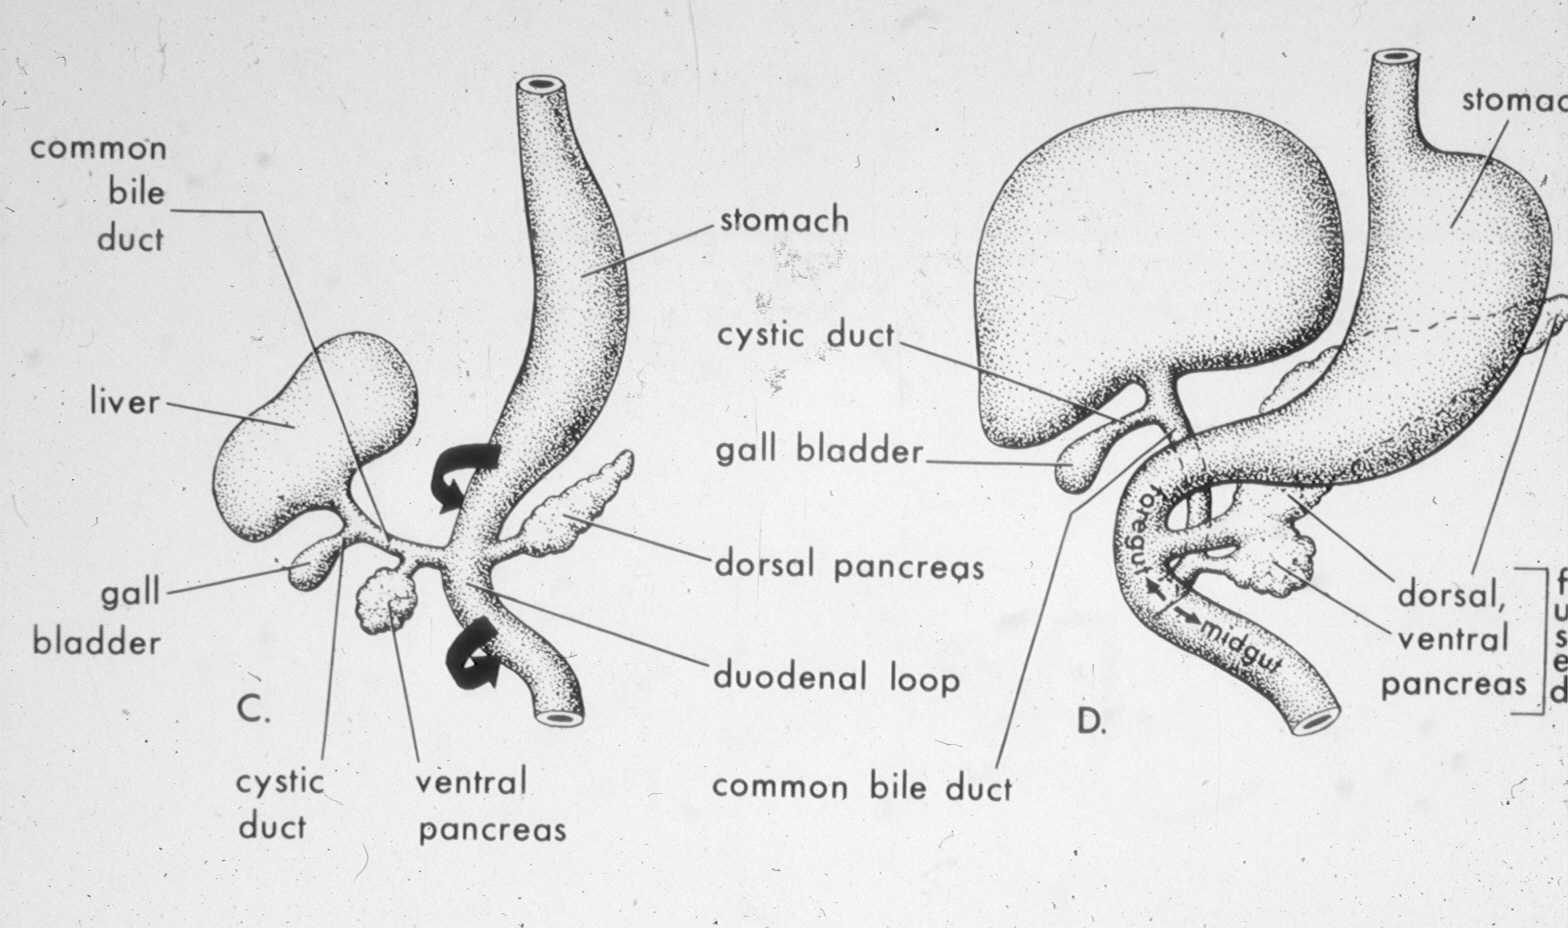 common
bile
duct
liver
gall
bladder
C.
cystic
duct
ventral
pancreas
stomach
dorsal pancreas
duodenal loop
cystic duct
gall bladder
common bile duct
D.
stomac
foregut
midgut
dorsal,
ventral
pancreas
f
u
s
e
d